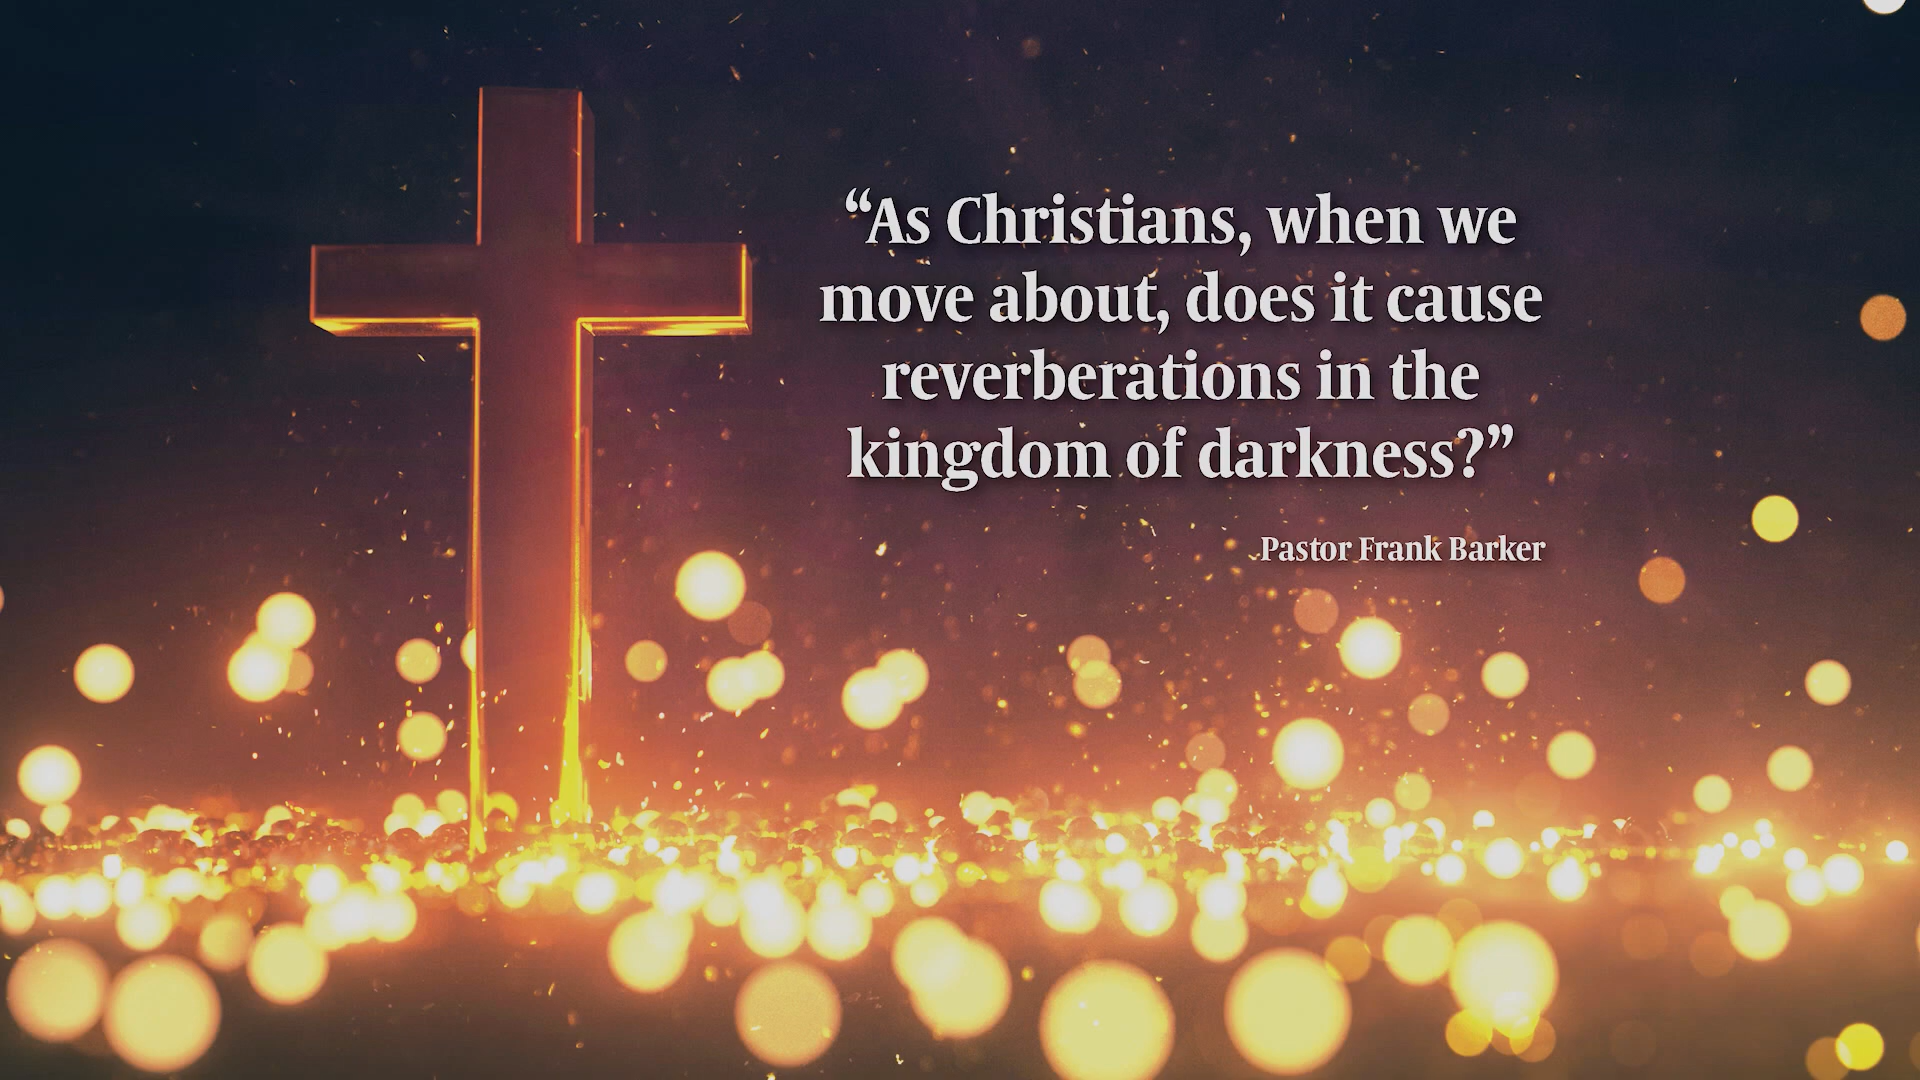 “As Christians, when we
move about, does it cause
reverberations in the
kingdom of darkness?”
Pastor Frank Barker